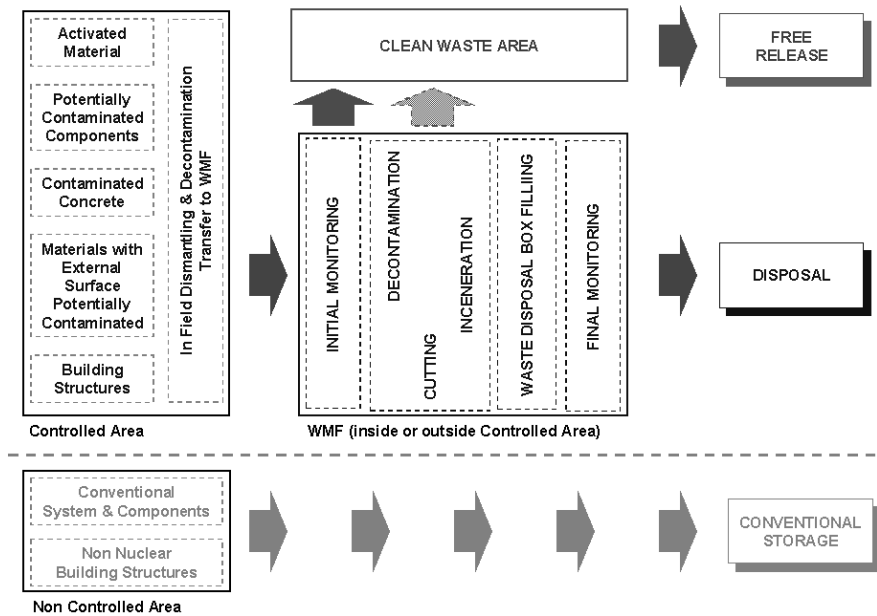 Activated
Material
Potentially
Contaminated
Components
Contaminated
Concrete
Materials with
External
Surface
Potentially
Contaminated
Building
Structures
In Field Dismantling & Decontamination
Transfer to WMF
Controlled Area
CLEAN WASTE AREA
FREE
RELEASE
INITIAL MONITORING
DECONTAMINATION
CUTTING
INCENERATION
WASTE DISPOSAL BOX FILLIING
FINAL MONITORING
WMF (inside or outside Controlled Area)
DISPOSAL
Conventional
System & Components
Non Nuclear
Building Structures
Non Controlled Area
CONVENTIONAL
STORAGE